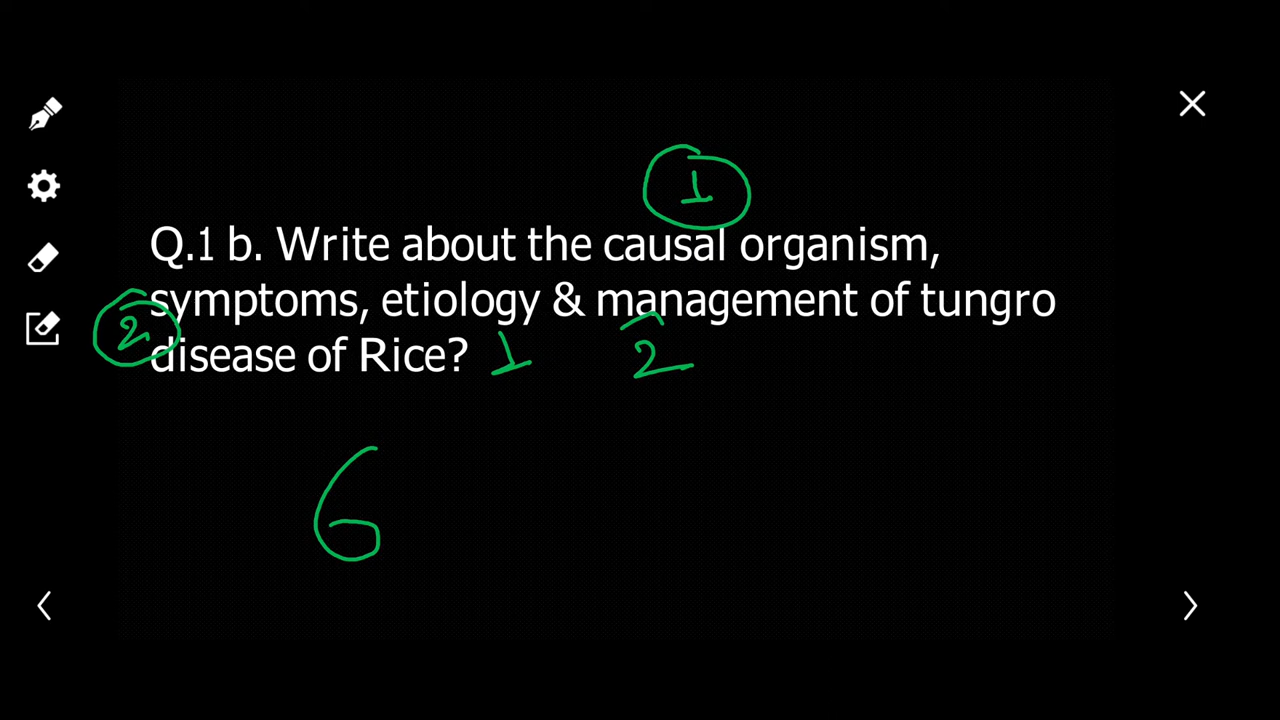 1
Q.1 b. Write about the causal organism,
symptoms, etiology & management of tungro
2
disease of Rice? 1 2
6